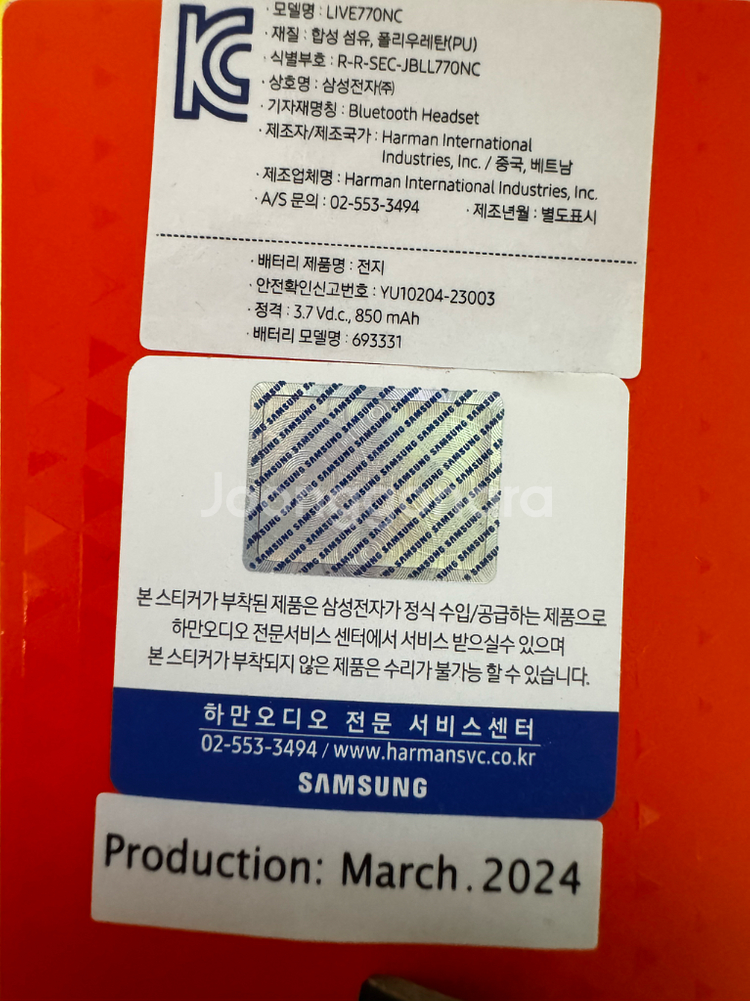 · 모델명 : LIVE770NC
· 재질 : 합성 섬유, 폴리우레탄(PU)
· 식별부호 : R-R-SEC-JBLL770NC
· 상호명 : 삼성전자㈜
· 기자재명칭 : Bluetooth Headset
· 제조자/제조국가 : Harman International
Industries, Inc. / 중국, 베트남
· 제조업체명 : Harman International Industries, Inc.
· A/S 문의 : 02-553-3494 · 제조년월 : 별도표시
· 배터리 제품명 : 전지
· 안전확인신고번호 : YU10204-23003
· 정격 : 3.7 Vd.c., 850 mAh
· 배터리 모델명 : 693331
Joonggonara
본 스티커가 부착된 제품은 삼성전자가 정식 수입/공급하는 제품으로
하만오디오 전문서비스 센터에서 서비스 받으실수 있으며
본 스티커가 부착되지 않은 제품은 수리가 불가능 할 수 있습니다.
하만오디오 전문 서비스센터
02-553-3494 / www.harmansvc.co.kr
SAMSUNG
Production: March.2024